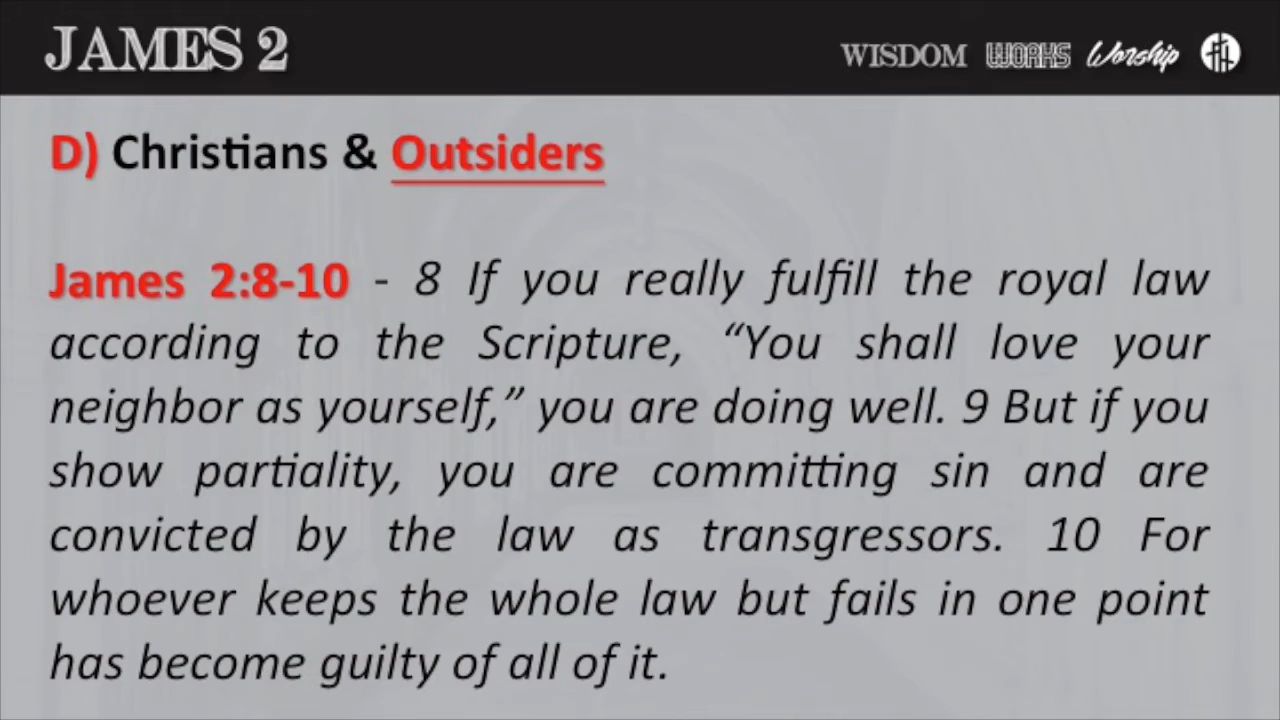 JAMES 2
WISDOM WORKS Worship
D) Christians & Outsiders
James 2:8-10 - 8 If you really fulfill the royal law
according to the Scripture, “You shall love your
neighbor as yourself,” you are doing well. 9 But if you
show partiality, you are committing sin and are
convicted by the law as transgressors. 10 For
whoever keeps the whole law but fails in one point
has become guilty of all of it.